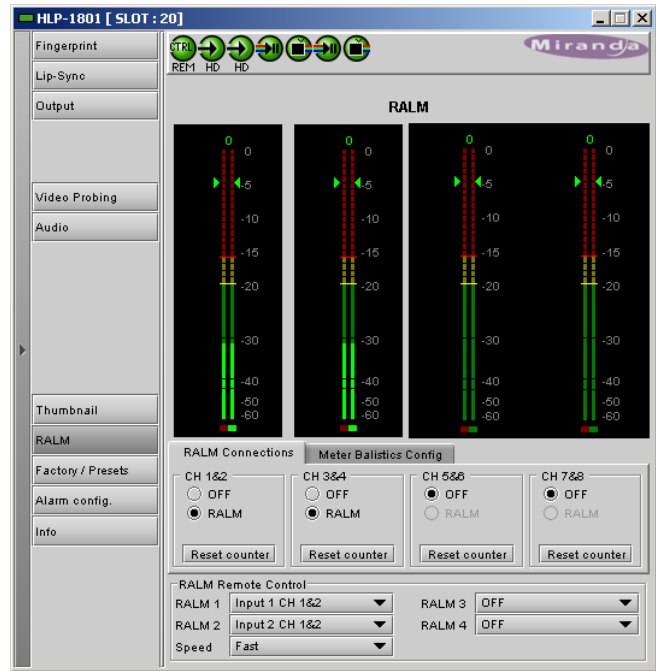 HLP-1801 [ SLOT : 20]
Fingerprint
Lip-Sync
Output
Video Probing
Audio
Thumbnail
RALM
Factory / Presets
Alarm config.
Info
CTRL
REM HD HD
Miranda
RALM
0 0 0 0
0 0 0 0
-5 -5 -5 -5
-10 -10 -10 -10
-15 -15 -15 -15
-20 -20 -20 -20
-30 -30 -30 -30
-40 -40 -40 -40
-50 -50 -50 -50
-60 -60 -60 -60
RALM Connections Meter Balistics Config
CH 1&2 CH 3&4 CH 5&6 CH 7&8
OFF OFF OFF OFF
RALM RALM RALM RALM
Reset counter Reset counter Reset counter Reset counter
RALM Remote Control
RALM 1 Input 1 CH 1&2 RALM 3 OFF
RALM 2 Input 2 CH 1&2 RALM 4 OFF
Speed Fast